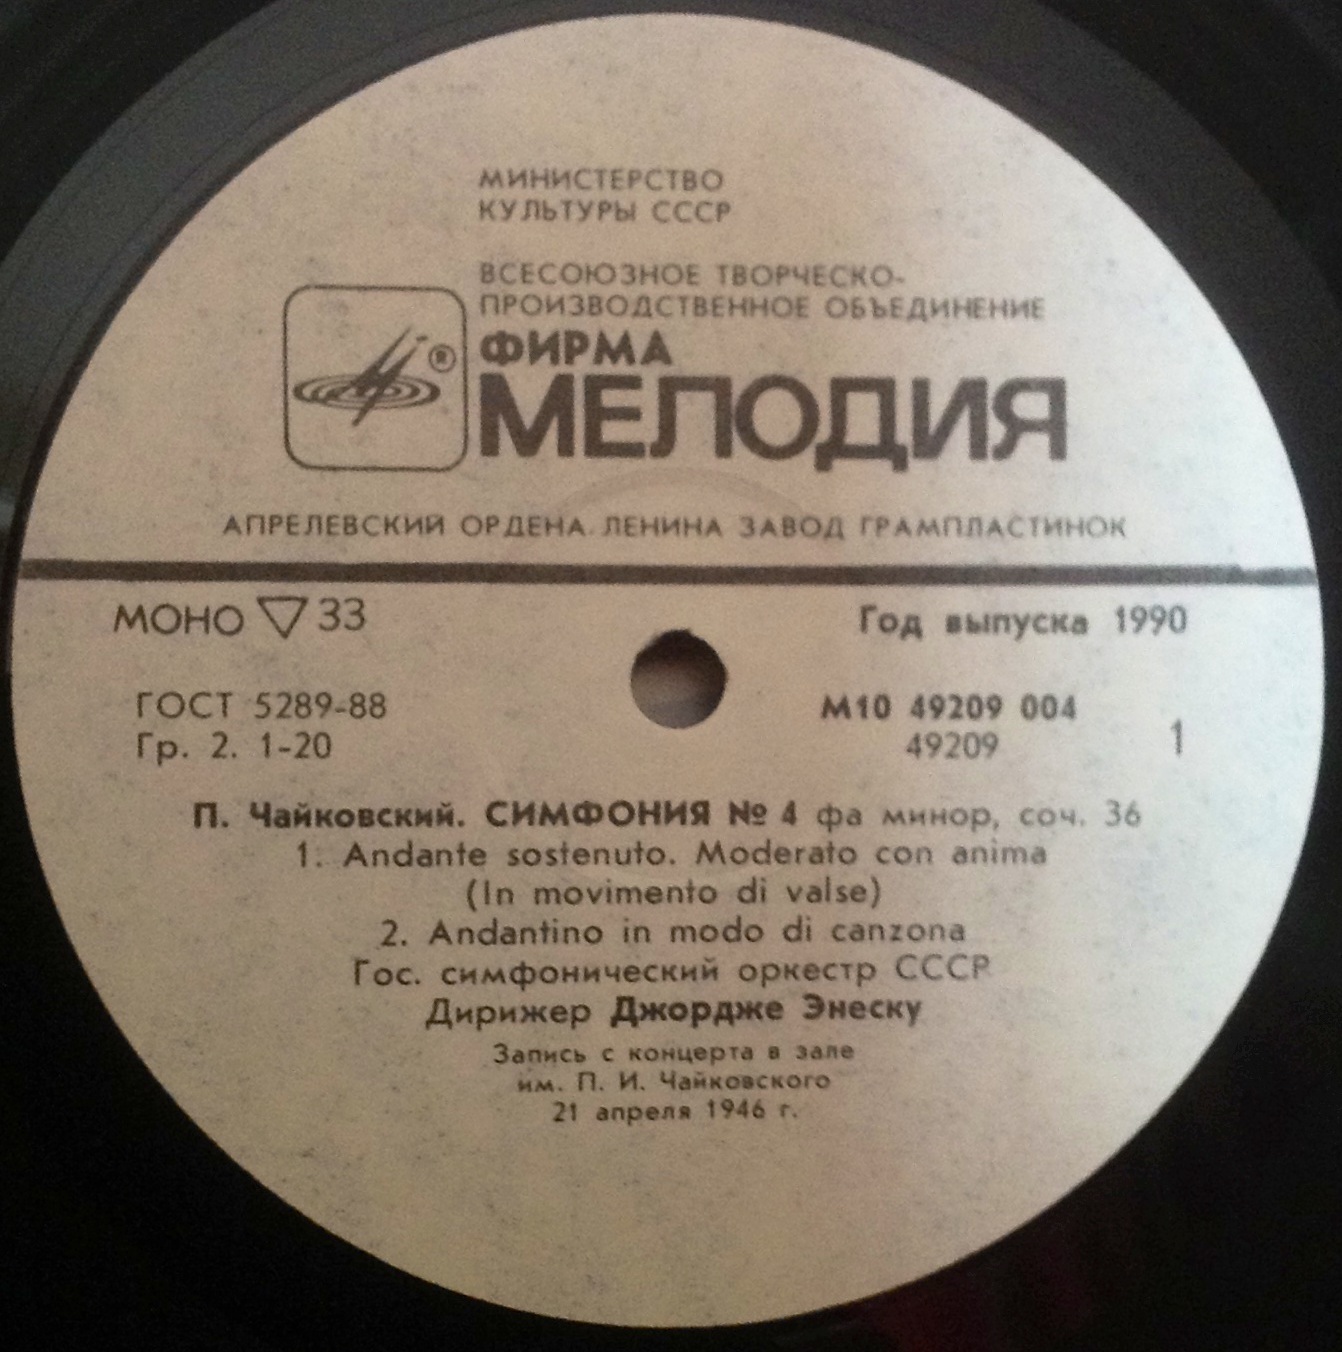 МИНИСТЕРСТВО
КУЛЬТУРЫ СССР
ВСЕСОЮЗНОЕ ТВОРЧЕСКО-
ПРОИЗВОДСТВЕННОЕ ОБЪЕДИНЕНИЕ
ФИРМА
®
МЕЛОДИЯ
АПРЕЛЕВСКИЙ ОРДЕНА ЛЕНИНА ЗАВОД ГРАМПЛАСТИНОК
МОНО ▽ 33
Год выпуска 1990
ГОСТ 5289-88
Гр. 2. 1-20
М10 49209 004
49209
1
П. Чайковский. СИМФОНИЯ № 4 фа минор, соч. 36
1. Andante sostenuto. Moderato con anima
(In movimento di valse)
2. Andantino in modo di canzona
Гос. симфонический оркестр СССР
Дирижер Джордже Энеску
Запись с концерта в зале
им. П. И. Чайковского
21 апреля 1946 г.